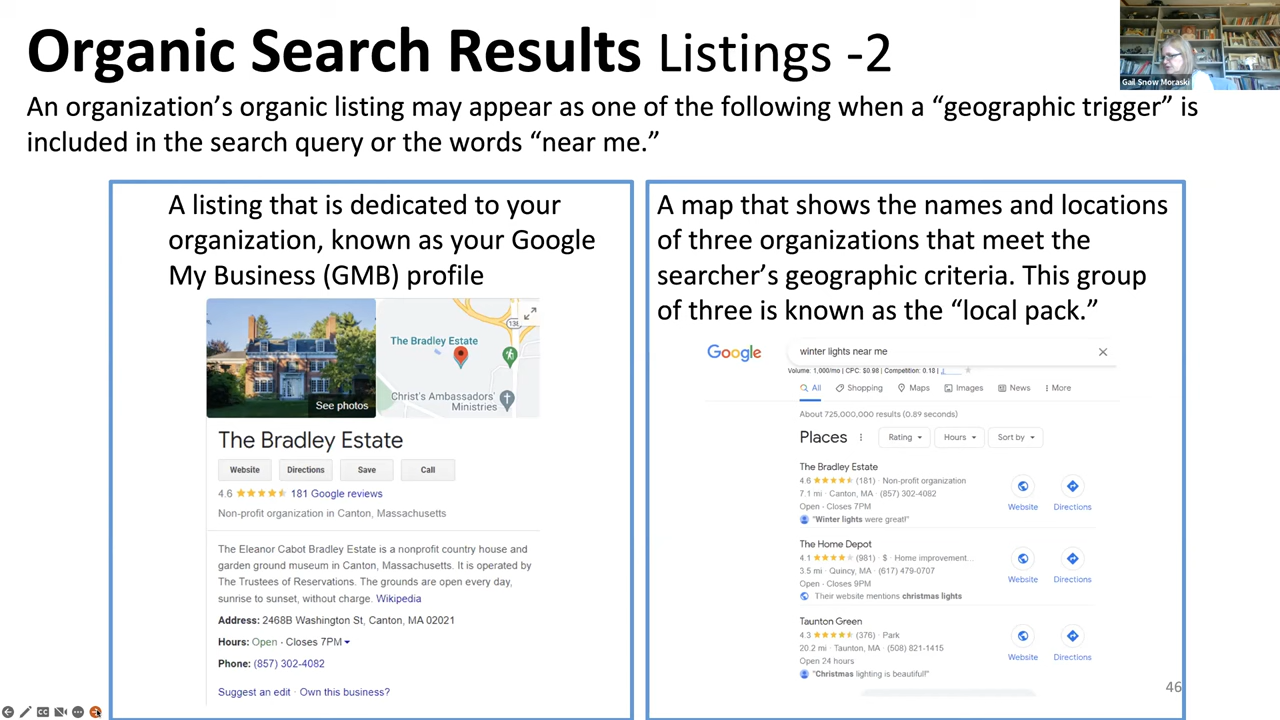 Organic Search Results Listings -2
Gail Snow Moraski
An organization's organic listing may appear as one of the following when a “geographic trigger” is
included in the search query or the words “near me.”
A listing that is dedicated to your
organization, known as your Google
My Business (GMB) profile
138
The Bradley Estate
Christ's Ambassadors'
Ministries
See photos
The Bradley Estate
Website
Directions
Save
Call
4.6 181 Google reviews
Non-profit organization in Canton, Massachusetts
The Eleanor Cabot Bradley Estate is a nonprofit country house and
garden ground museum in Canton, Massachusetts. It is operated by
The Trustees of Reservations. The grounds are open every day,
sunrise to sunset, without charge. Wikipedia
Address: 2468B Washington St, Canton, MA 02021
Hours: Open · Closes 7PM
Phone: (857) 302-4082
Suggest an edit · Own this business?
A map that shows the names and locations
of three organizations that meet the
searcher's geographic criteria. This group
of three is known as the “local pack.”
Google
winter lights near me
Volume: 1,000/mo | CPC: $0.98 | Competition: 0.18 |
All Shopping Maps Images News More
About 725,000,000 results (0.89 seconds)
Places Rating Hours Sort by
The Bradley Estate
4.6 (181) · Non-profit organization
7.1 mi · Canton, MA · (857) 302-4082
Open · Closes 7PM
"Winter lights were great!"
Website
Directions
The Home Depot
4.1 (981) · $ · Home improvement...
3.5 mi · Quincy, MA · (617) 479-0707
Open · Closes 9PM
Their website mentions christmas lights
Website
Directions
Taunton Green
4.3 (376) · Park
20.2 mi · Taunton, MA · (508) 821-1415
Open 24 hours
"Christmas lighting is beautiful!"
Website
Directions
46